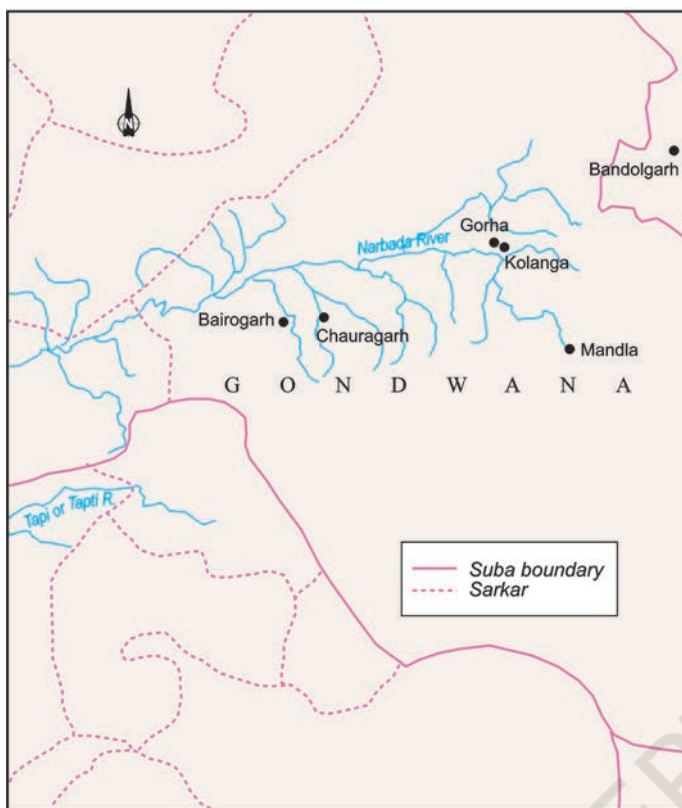 N
Bandolgarh
Gorha
Narbada River
Kolanga
Bairogarh
Chauragarh
Mandla
G O N D W A N A
Tapi or Tapti R.
Suba boundary
Sarkar